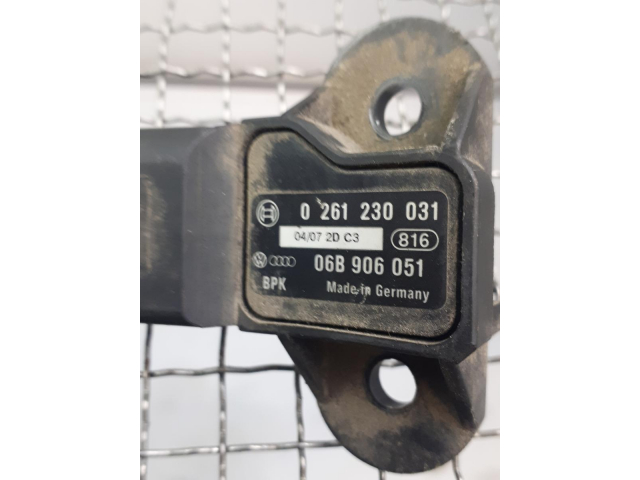 0 261 230 031
04/07 2D C3 816
06B 906 051
BPK Made in Germany